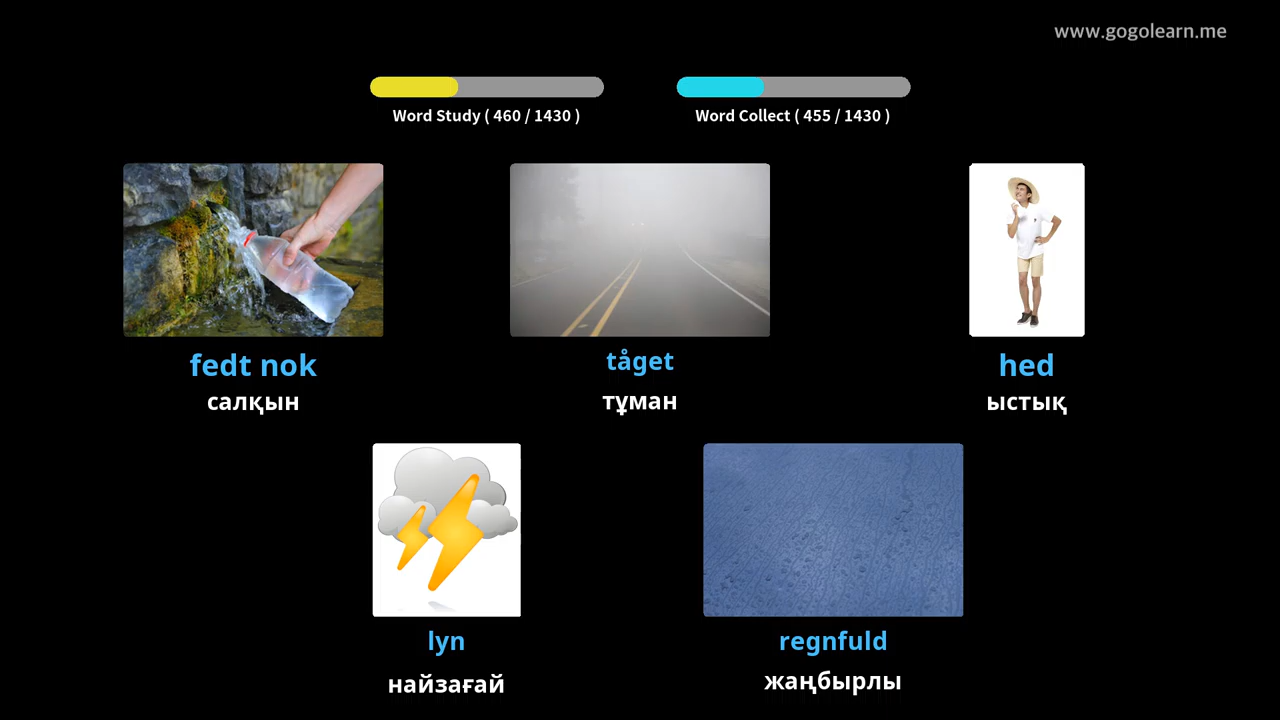 www.gogolearn.me
Word Study ( 460 / 1430 )
Word Collect ( 455 / 1430 )
fedt nok
салқын
tåget
тұман
hed
ыстық
lyn
найзағай
regnfuld
жаңбырлы